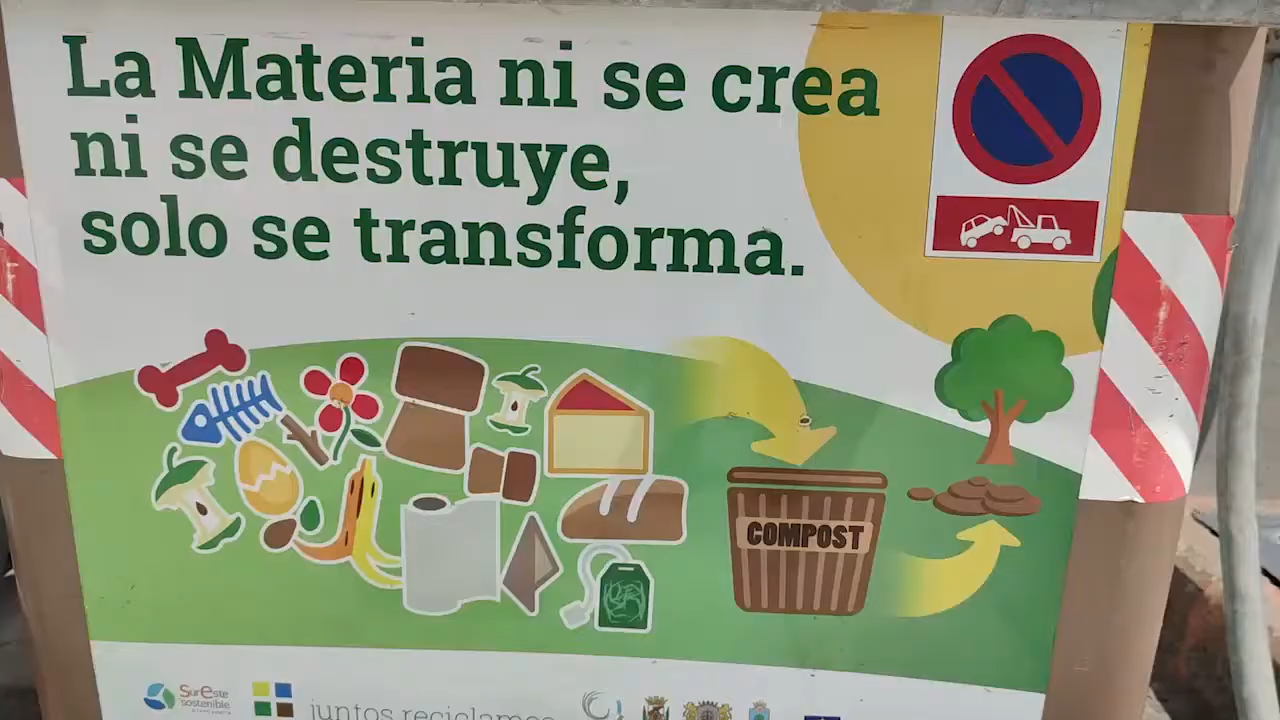 La Materia ni se crea
ni se destruye,
solo se transforma.
COMPOST
SurEste
sostenible
juntos reciclamos